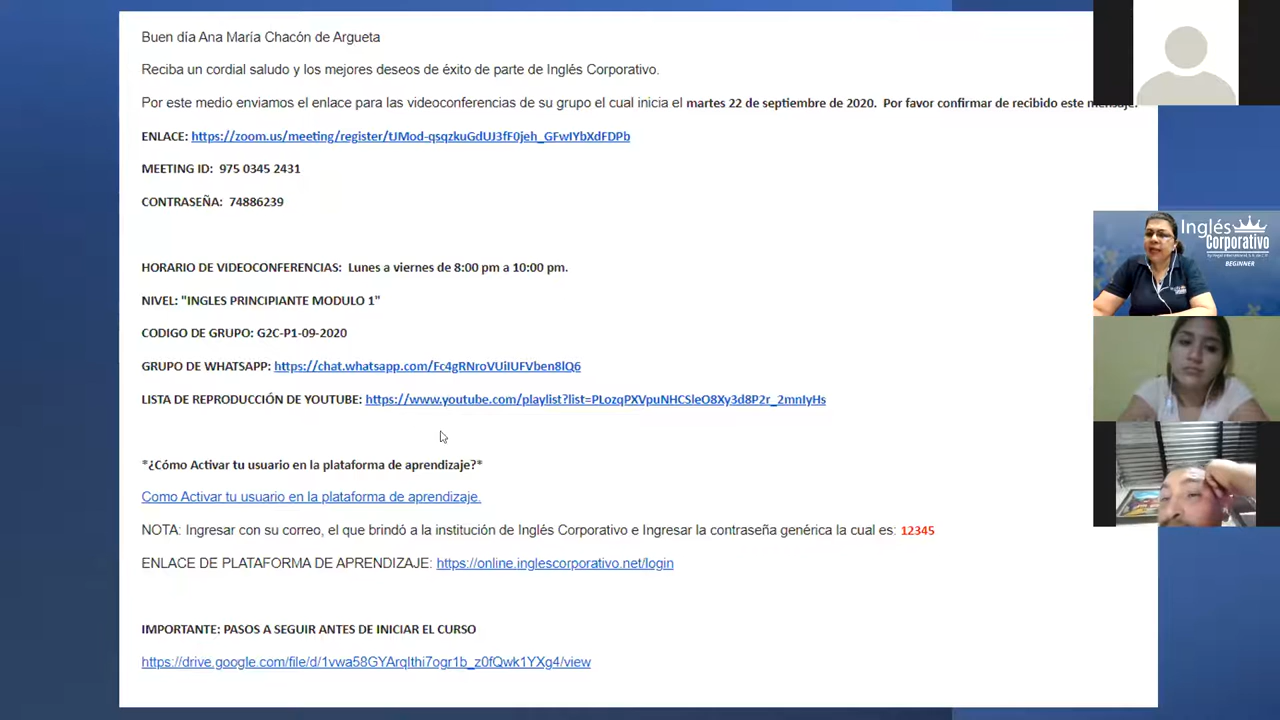 Buen día Ana María Chacón de Argueta
Reciba un cordial saludo y los mejores deseos de éxito de parte de Inglés Corporativo.
Por este medio enviamos el enlace para las videoconferencias de su grupo el cual inicia el martes 22 de septiembre de 2020. Por favor confirmar de recibido este mensaje.
ENLACE: https://zoom.us/meeting/register/tJMod-qsqzkuGdUJ3fF0jeh_GFwIYbXdFDPb
MEETING ID: 975 0345 2431
CONTRASEÑA: 74886239
HORARIO DE VIDEOCONFERENCIAS: Lunes a viernes de 8:00 pm a 10:00 pm.
NIVEL: "INGLES PRINCIPIANTE MODULO 1"
CODIGO DE GRUPO: G2C-P1-09-2020
GRUPO DE WHATSAPP: https://chat.whatsapp.com/Fc4gRNroVUiIUFVben8lQ6
LISTA DE REPRODUCCIÓN DE YOUTUBE: https://www.youtube.com/playlist?list=PLozqPXVpuNHCSleO8Xy3d8P2r_2mnIyHs
*¿Cómo Activar tu usuario en la plataforma de aprendizaje?*
Como Activar tu usuario en la plataforma de aprendizaje.
NOTA: Ingresar con su correo, el que brindó a la institución de Inglés Corporativo e Ingresar la contraseña genérica la cual es: 12345
ENLACE DE PLATAFORMA DE APRENDIZAJE: https://online.inglescorporativo.net/login
IMPORTANTE: PASOS A SEGUIR ANTES DE INICIAR EL CURSO
https://drive.google.com/file/d/1vwa58GYArqIthi7ogr1b_z0fQwk1YXg4/view
Inglés
Corporativo
BEGINNER